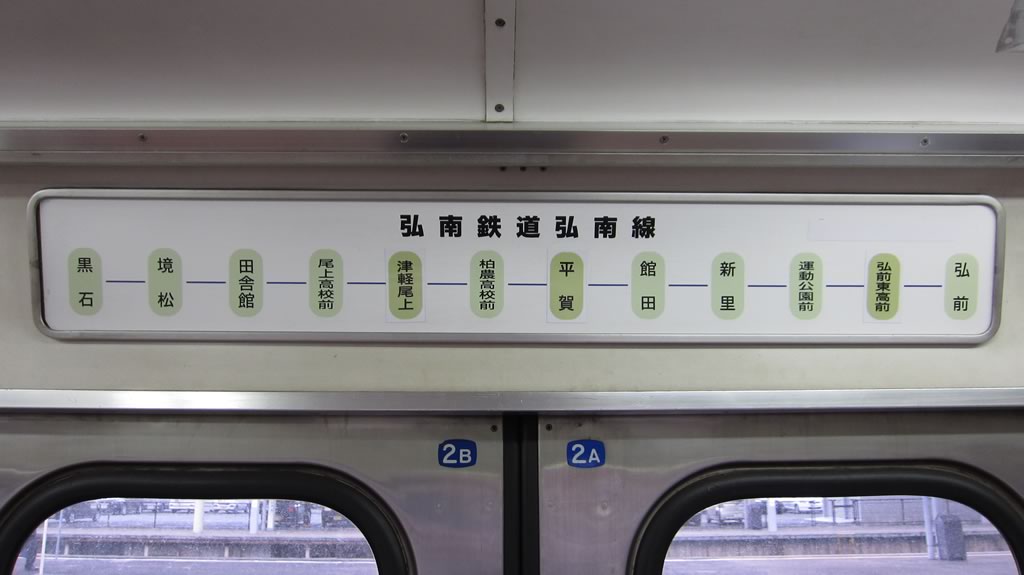 弘南鉄道弘南線
黒石
境松
田舎館
尾上高校前
津軽尾上
柏農高校前
平賀
館田
新里
運動公園前
弘前東高前
弘前
2B
2A